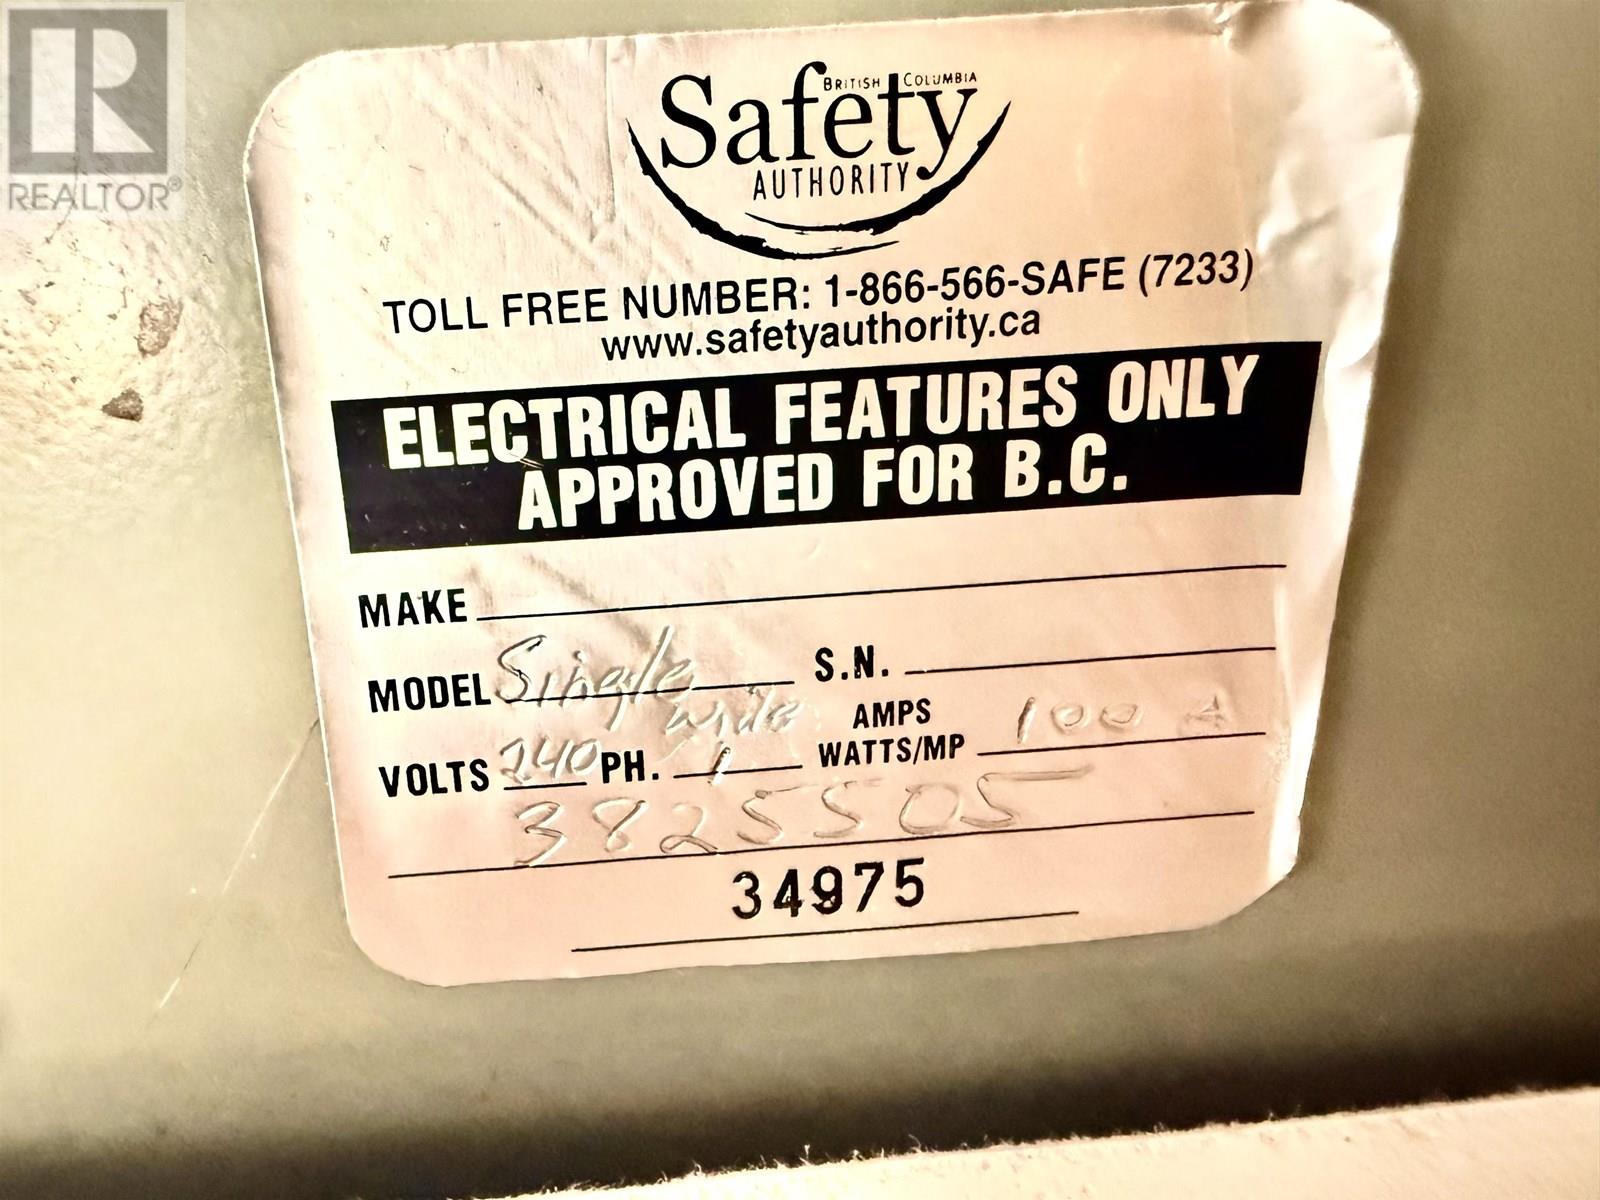 REALTOR®
BRITISH COLUMBIA
Safety
AUTHORITY
TOLL FREE NUMBER: 1-866-566-SAFE (7233)
www.safetyauthority.ca
ELECTRICAL FEATURES ONLY
APPROVED FOR B.C.
MAKE
MODEL Single wide S.N.
VOLTS 240 PH. 1 AMPS WATTS/MP 100 A
3825505
34975